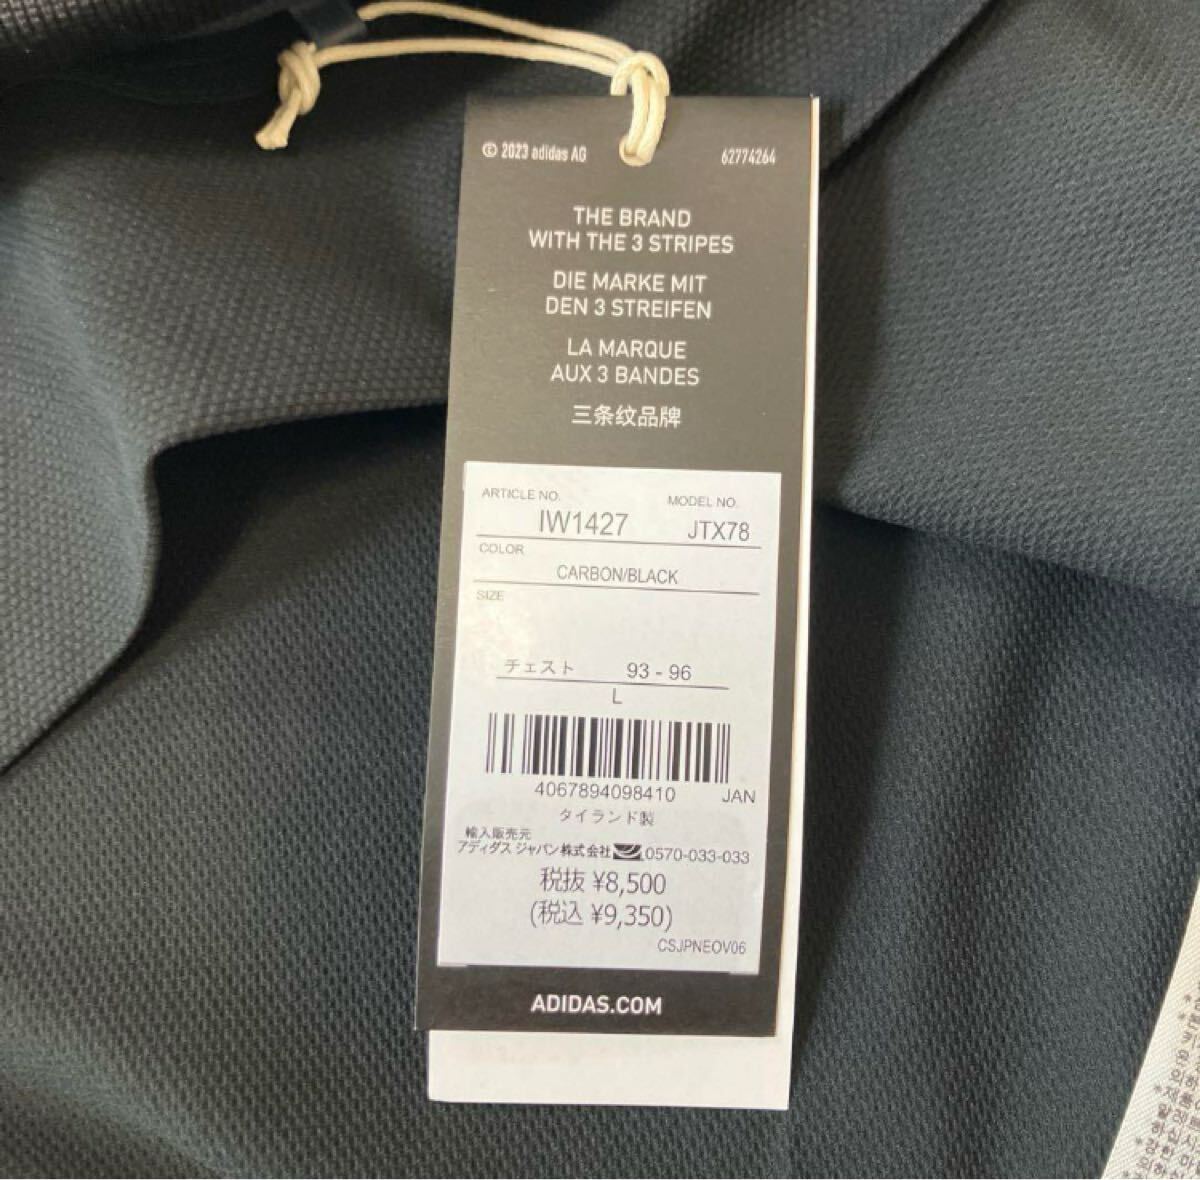 © 2023 adidas AG 62774264
THE BRAND
WITH THE 3 STRIPES
DIE MARKE MIT
DEN 3 STREIFEN
LA MARQUE
AUX 3 BANDES
三条纹品牌
ARTICLE NO. MODEL NO.
IW1427 JTX78
COLOR
CARBON/BLACK
SIZE
チェスト 93 - 96
L
4067894098410 JAN
タイランド製
輸入販売元
アディダス ジャパン株式会社 0570-033-033
税抜 ¥8,500
(税込 ¥9,350)
CSJPNEOV06
ADIDAS.COM